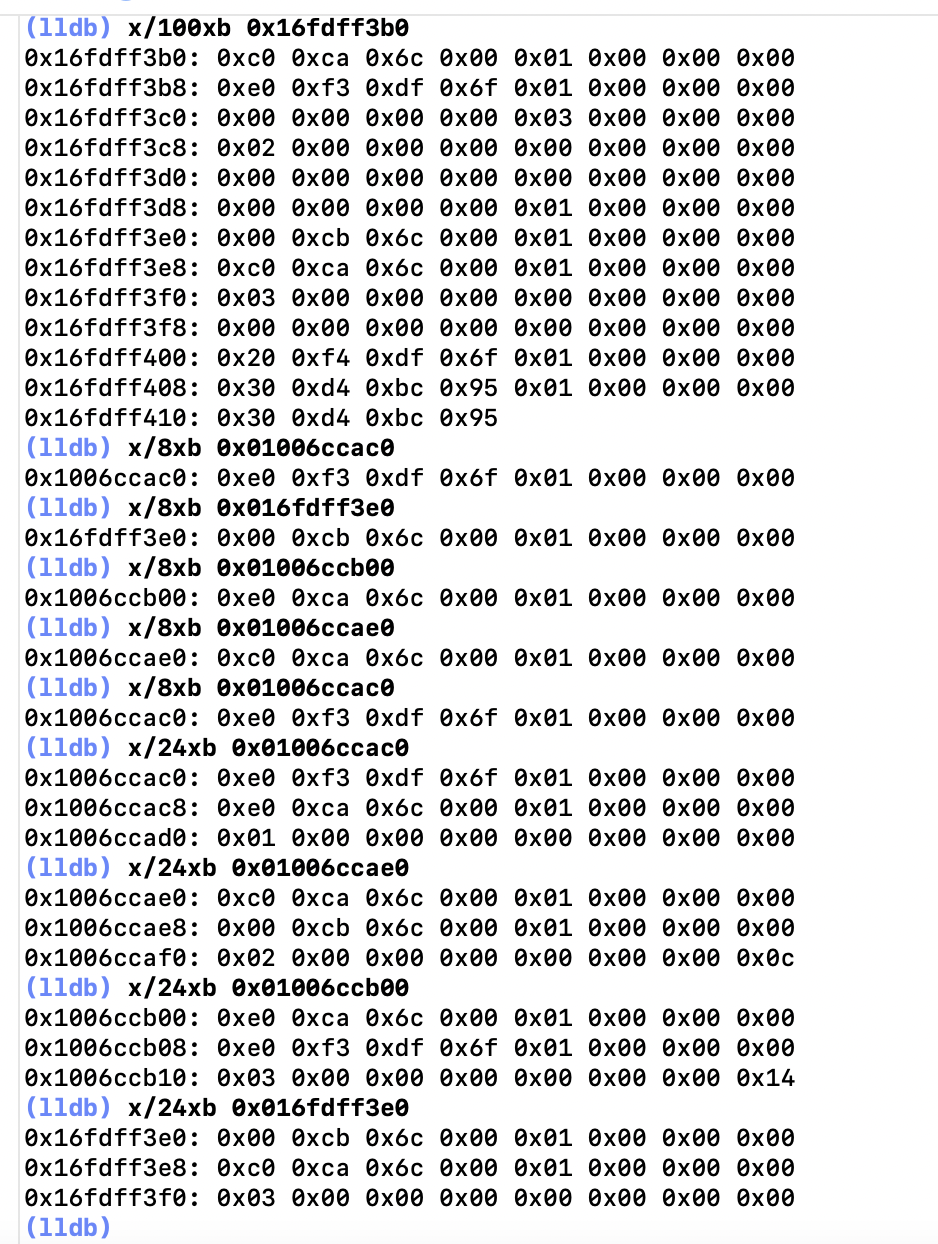 (lldb) x/100xb 0x16fdff3b0
0x16fdff3b0: 0xc0 0xca 0x6c 0x00 0x01 0x00 0x00 0x00
0x16fdff3b8: 0xe0 0xf3 0xdf 0x6f 0x01 0x00 0x00 0x00
0x16fdff3c0: 0x00 0x00 0x00 0x00 0x03 0x00 0x00 0x00
0x16fdff3c8: 0x02 0x00 0x00 0x00 0x00 0x00 0x00 0x00
0x16fdff3d0: 0x00 0x00 0x00 0x00 0x00 0x00 0x00 0x00
0x16fdff3d8: 0x00 0x00 0x00 0x00 0x01 0x00 0x00 0x00
0x16fdff3e0: 0x00 0xcb 0x6c 0x00 0x01 0x00 0x00 0x00
0x16fdff3e8: 0xc0 0xca 0x6c 0x00 0x01 0x00 0x00 0x00
0x16fdff3f0: 0x03 0x00 0x00 0x00 0x00 0x00 0x00 0x00
0x16fdff3f8: 0x00 0x00 0x00 0x00 0x00 0x00 0x00 0x00
0x16fdff400: 0x20 0xf4 0xdf 0x6f 0x01 0x00 0x00 0x00
0x16fdff408: 0x30 0xd4 0xbc 0x95 0x01 0x00 0x00 0x00
0x16fdff410: 0x30 0xd4 0xbc 0x95
(lldb) x/8xb 0x01006ccac0
0x1006ccac0: 0xe0 0xf3 0xdf 0x6f 0x01 0x00 0x00 0x00
(lldb) x/8xb 0x016fdff3e0
0x16fdff3e0: 0x00 0xcb 0x6c 0x00 0x01 0x00 0x00 0x00
(lldb) x/8xb 0x01006ccb00
0x1006ccb00: 0xe0 0xca 0x6c 0x00 0x01 0x00 0x00 0x00
(lldb) x/8xb 0x01006ccae0
0x1006ccae0: 0xc0 0xca 0x6c 0x00 0x01 0x00 0x00 0x00
(lldb) x/8xb 0x01006ccac0
0x1006ccac0: 0xe0 0xf3 0xdf 0x6f 0x01 0x00 0x00 0x00
(lldb) x/24xb 0x01006ccac0
0x1006ccac0: 0xe0 0xf3 0xdf 0x6f 0x01 0x00 0x00 0x00
0x1006ccac8: 0xe0 0xca 0x6c 0x00 0x01 0x00 0x00 0x00
0x1006ccad0: 0x01 0x00 0x00 0x00 0x00 0x00 0x00 0x00
(lldb) x/24xb 0x01006ccae0
0x1006ccae0: 0xc0 0xca 0x6c 0x00 0x01 0x00 0x00 0x00
0x1006ccae8: 0x00 0xcb 0x6c 0x00 0x01 0x00 0x00 0x00
0x1006ccaf0: 0x02 0x00 0x00 0x00 0x00 0x00 0x00 0x0c
(lldb) x/24xb 0x01006ccb00
0x1006ccb00: 0xe0 0xca 0x6c 0x00 0x01 0x00 0x00 0x00
0x1006ccb08: 0xe0 0xf3 0xdf 0x6f 0x01 0x00 0x00 0x00
0x1006ccb10: 0x03 0x00 0x00 0x00 0x00 0x00 0x00 0x14
(lldb) x/24xb 0x016fdff3e0
0x16fdff3e0: 0x00 0xcb 0x6c 0x00 0x01 0x00 0x00 0x00
0x16fdff3e8: 0xc0 0xca 0x6c 0x00 0x01 0x00 0x00 0x00
0x16fdff3f0: 0x03 0x00 0x00 0x00 0x00 0x00 0x00 0x00
(lldb)